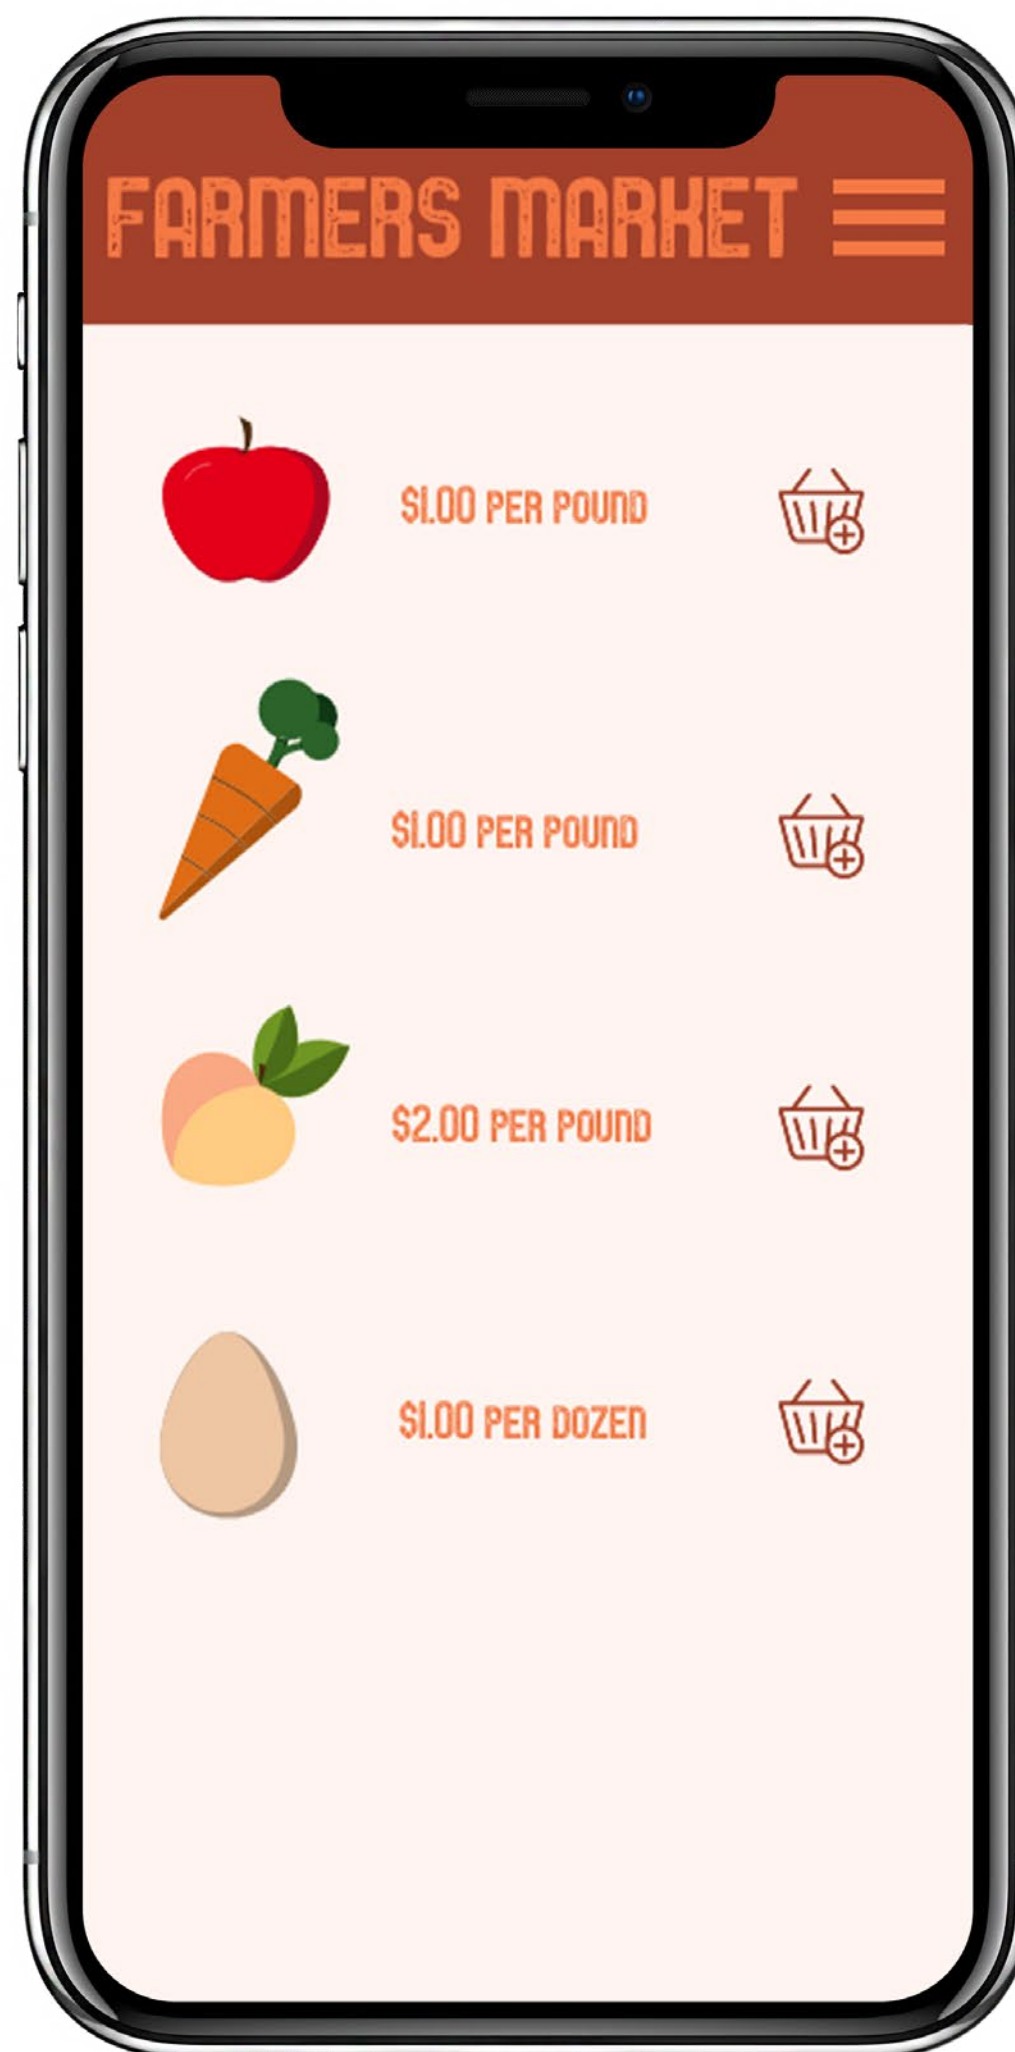 FARMERS MARKET
$1.00 PER POUND
$1.00 PER POUND
$2.00 PER POUND
$1.00 PER DOZEN